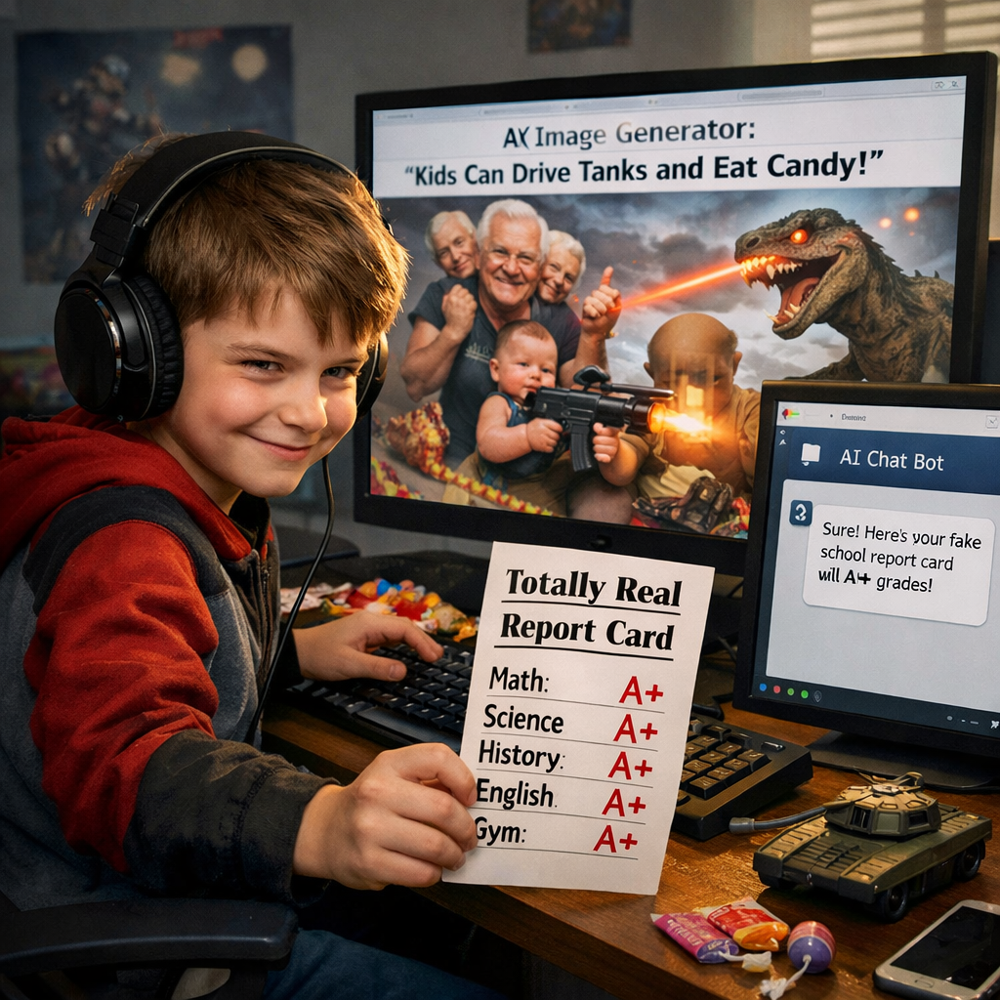 AX Image Generator:
“Kids Can Drive Tanks and Eat Candy!”
AI Chat Bot
Sure! Here's your fake
school report card
will A++ grades!
Totally Real
Report Card
Math: A+
Science A+
History: A+
English. A+
Gym: A+